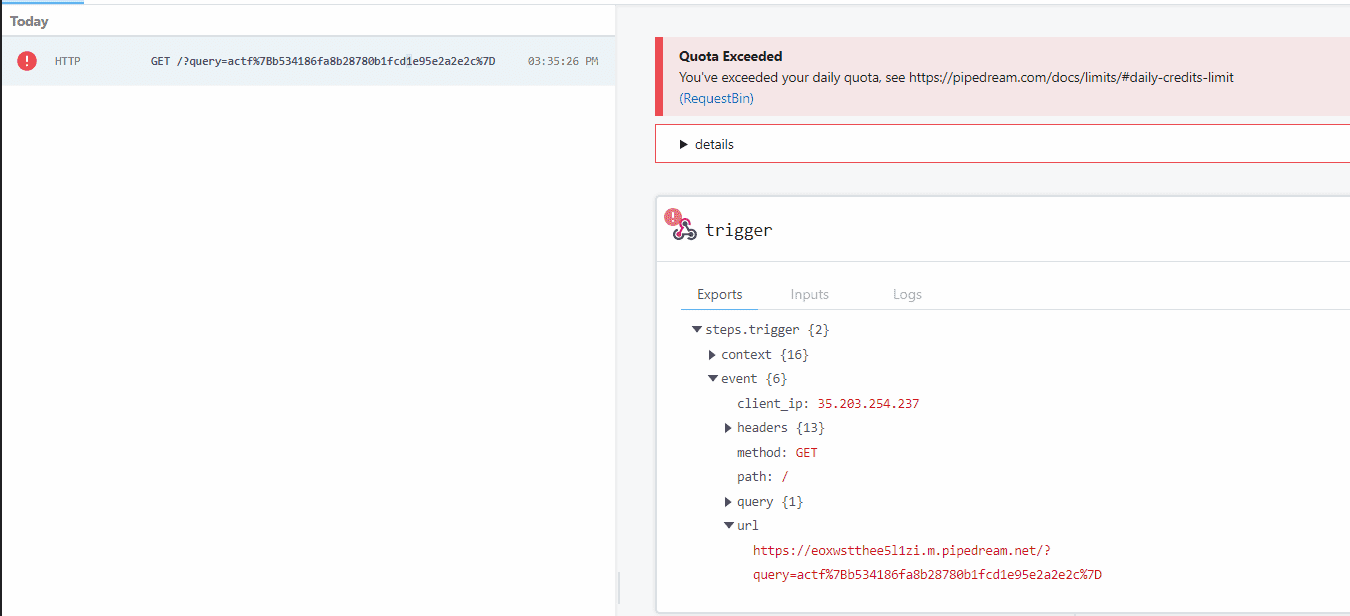 Today
HTTP GET /?query=actf%7Bb534186fa8b28780b1fcd1e95e2a2e2c%7D 03:35:26 PM
Quota Exceeded
You've exceeded your daily quota, see https://pipedream.com/docs/limits/#daily-credits-limit
(RequestBin)
▶ details
trigger
Exports Inputs Logs
▼ steps.trigger {2}
▶ context {16}
▼ event {6}
client_ip: 35.203.254.237
▶ headers {13}
method: GET
path: /
▶ query {1}
▼ url
https://eoxwstthee5l1zi.m.pipedream.net/?
query=actf%7Bb534186fa8b28780b1fcd1e95e2a2e2c%7D